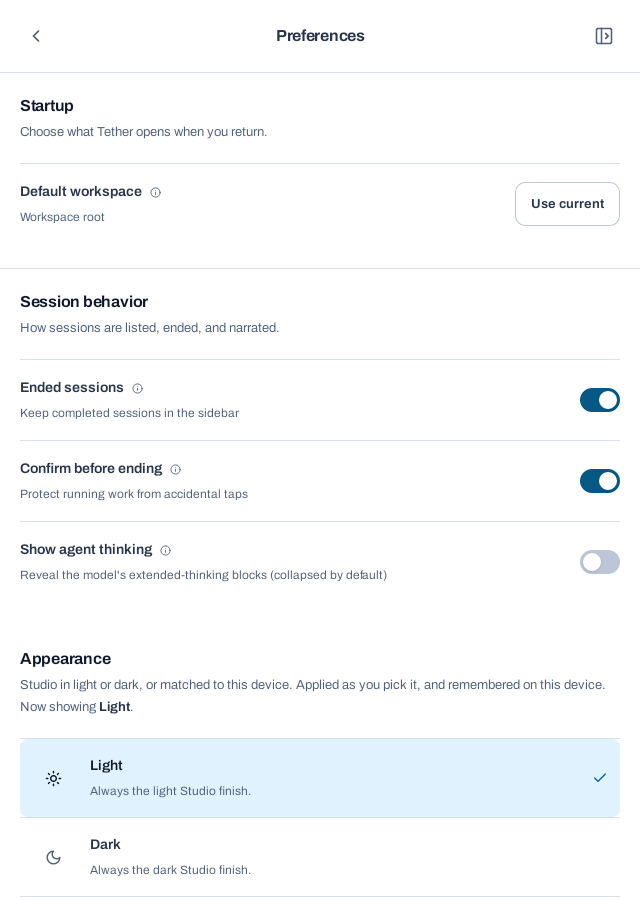 Preferences
Startup
Choose what Tether opens when you return.
Default workspace
Workspace root
Use current
Session behavior
How sessions are listed, ended, and narrated.
Ended sessions
Keep completed sessions in the sidebar
Confirm before ending
Protect running work from accidental taps
Show agent thinking
Reveal the model's extended-thinking blocks (collapsed by default)
Appearance
Studio in light or dark, or matched to this device. Applied as you pick it, and remembered on this device.
Now showing Light.
Light
Always the light Studio finish.
Dark
Always the dark Studio finish.